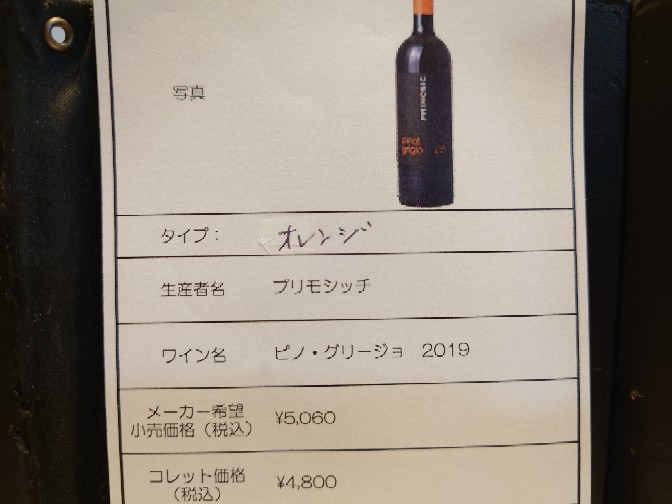 写真
PRIMOSIC
pinot
grigio
タイプ：　オレンジ
生産者名　プリモシッチ
ワイン名　ピノ・グリージョ　2019
メーカー希望
小売価格（税込）　¥5,060
コレット価格
（税込）　¥4,800